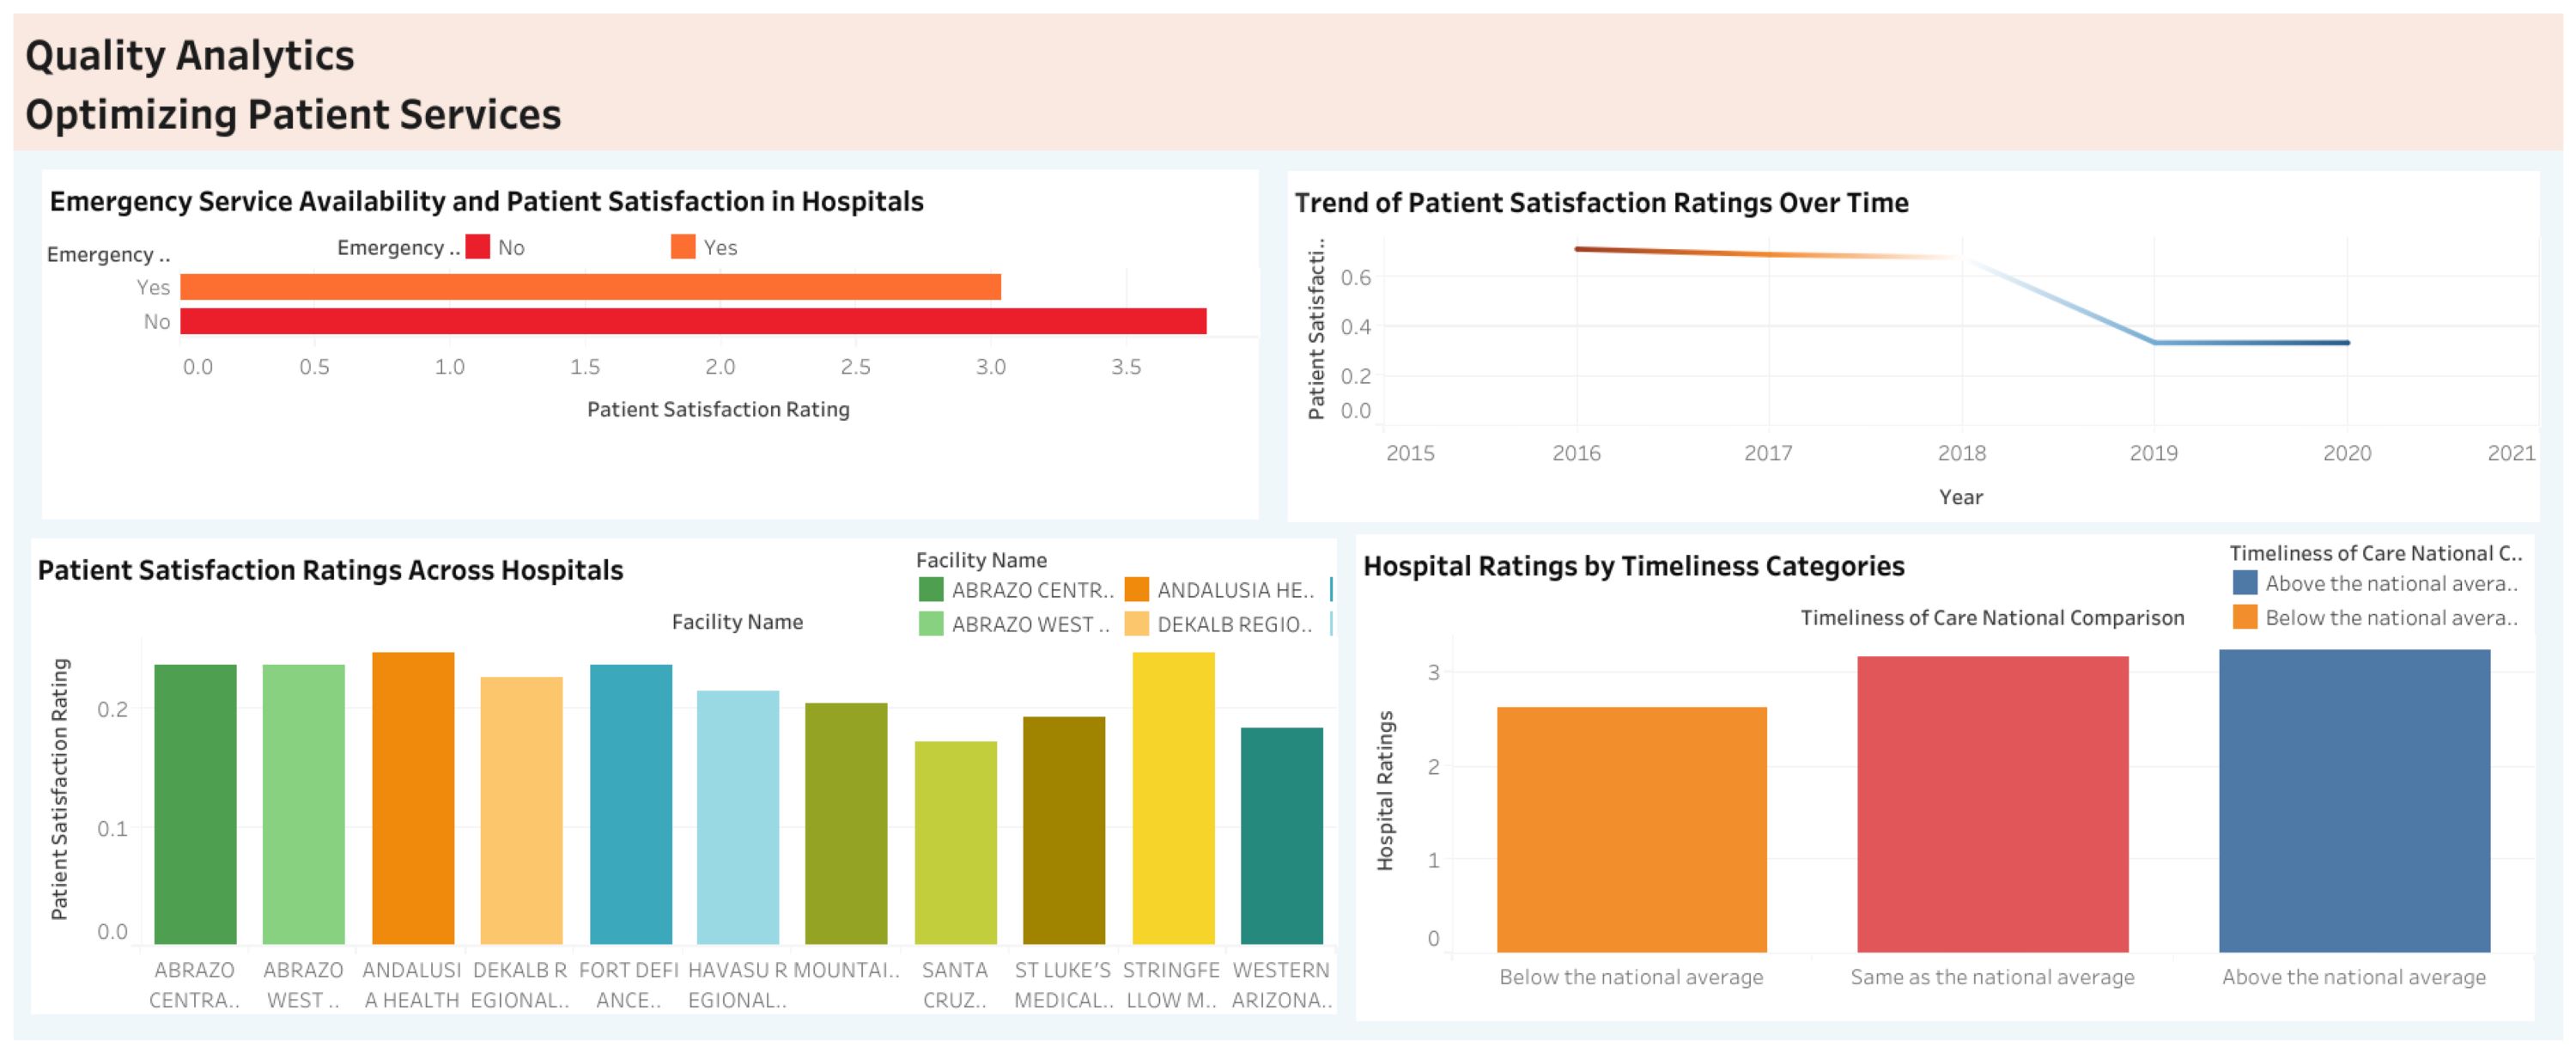 Quality Analytics
Optimizing Patient Services
Emergency Service Availability and Patient Satisfaction in Hospitals
Emergency ..
Emergency .. No Yes
Yes
No
0.0 0.5 1.0 1.5 2.0 2.5 3.0 3.5
Patient Satisfaction Rating
Trend of Patient Satisfaction Ratings Over Time
Patient Satisfacti..
0.6
0.4
0.2
0.0
2015 2016 2017 2018 2019 2020 2021
Year
Patient Satisfaction Ratings Across Hospitals
Facility Name
ABRAZO CENTR.. ANDALUSIA HE..
ABRAZO WEST .. DEKALB REGIO..
Facility Name
Patient Satisfaction Rating
0.2
0.1
0.0
ABRAZO ABRAZO ANDALUSI DEKALB R FORT DEFI HAVASU R MOUNTAI.. SANTA ST LUKE'S STRINGFE WESTERN
CENTRA.. WEST .. A HEALTH EGIONAL.. ANCE.. EGIONAL.. CRUZ.. MEDICAL.. LLOW M.. ARIZONA..
Hospital Ratings by Timeliness Categories
Timeliness of Care National C..
Above the national avera..
Below the national avera..
Timeliness of Care National Comparison
Hospital Ratings
3
2
1
0
Below the national average Same as the national average Above the national average